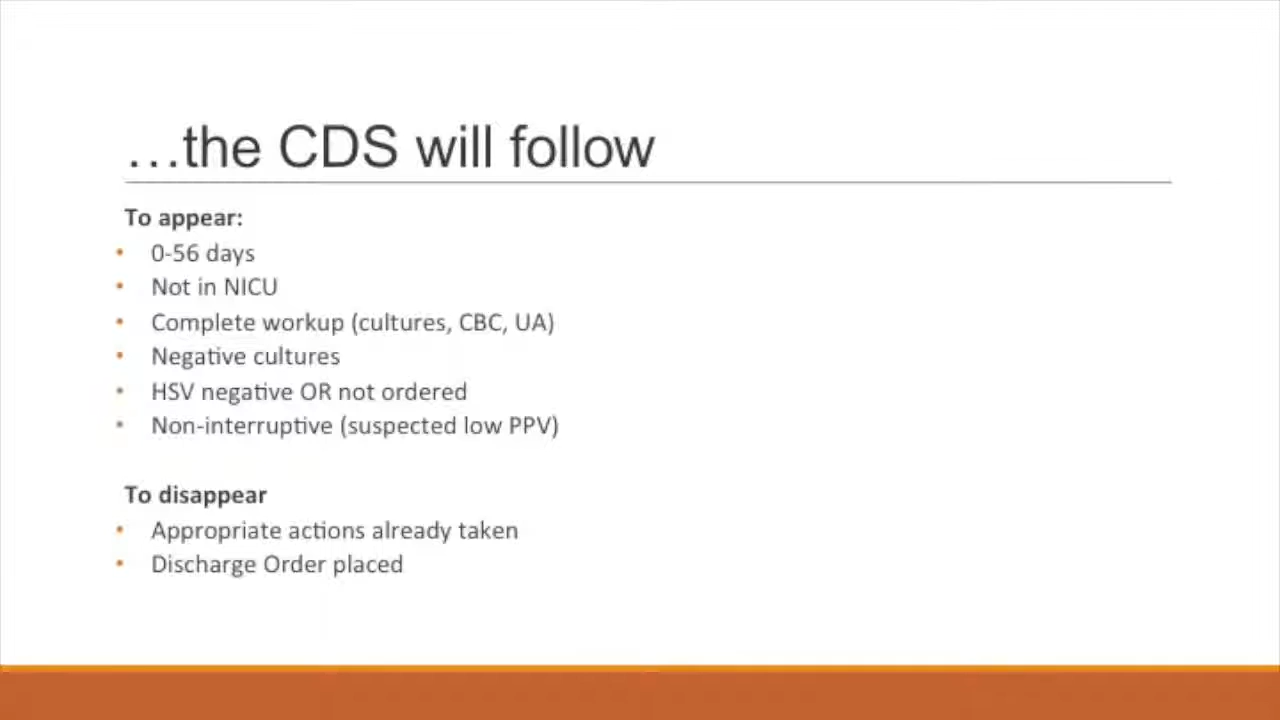 …the CDS will follow
To appear:
• 0-56 days
• Not in NICU
• Complete workup (cultures, CBC, UA)
• Negative cultures
• HSV negative OR not ordered
• Non-interruptive (suspected low PPV)
To disappear
• Appropriate actions already taken
• Discharge Order placed